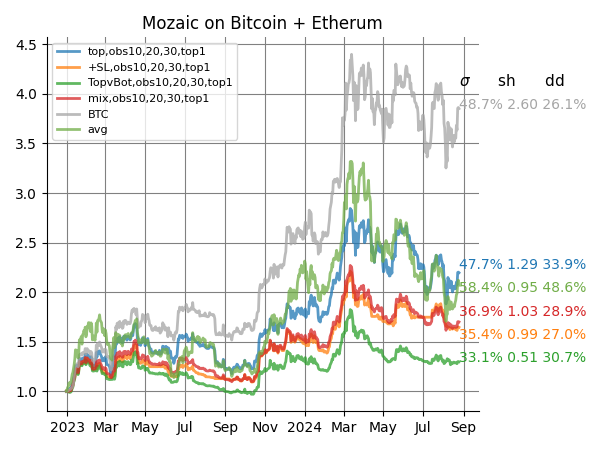 Mozaic on Bitcoin + Etherum
top,obs10,20,30,top1
+SL,obs10,20,30,top1
TopvBot,obs10,20,30,top1
mix,obs10,20,30,top1
BTC
avg
σ sh dd
48.7% 2.60 26.1%
47.7% 1.29 33.9%
58.4% 0.95 48.6%
36.9% 1.03 28.9%
35.4% 0.99 27.0%
33.1% 0.51 30.7%
4.5
4.0
3.5
3.0
2.5
2.0
1.5
1.0
2023 Mar May Jul Sep Nov 2024 Mar May Jul Sep